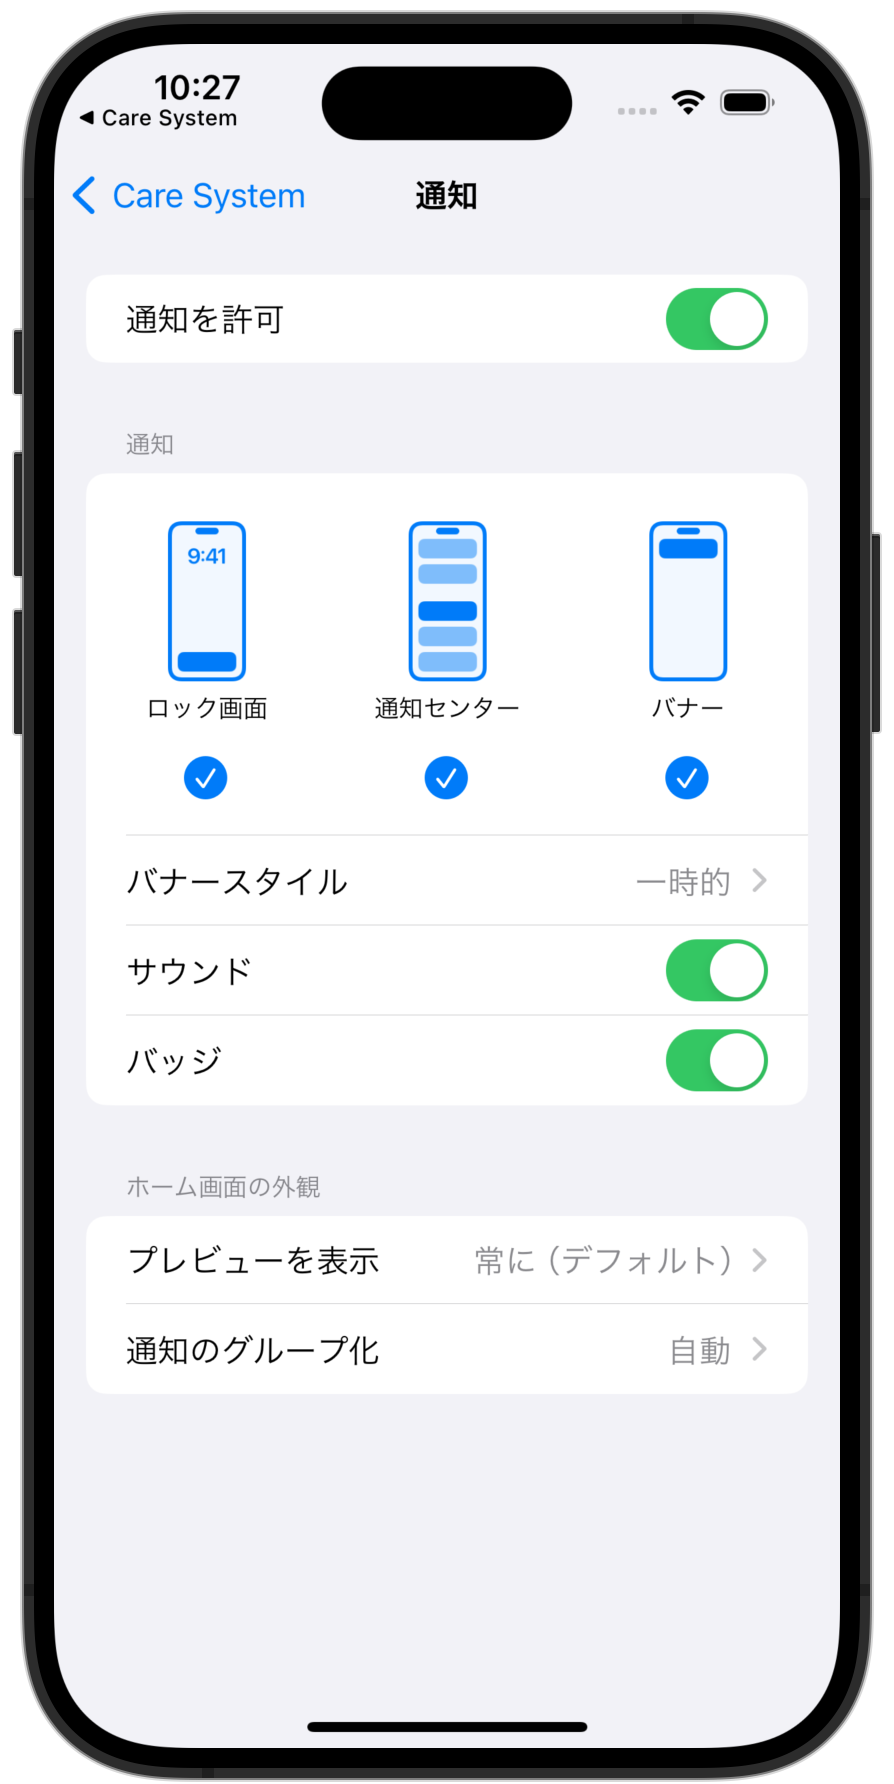 10:27
◀ Care System
Care System
通知
通知を許可
通知
9:41
ロック画面
通知センター
バナー
バナースタイル 一時的
サウンド
バッジ
ホーム画面の外観
プレビューを表示 常に（デフォルト）
通知のグループ化 自動